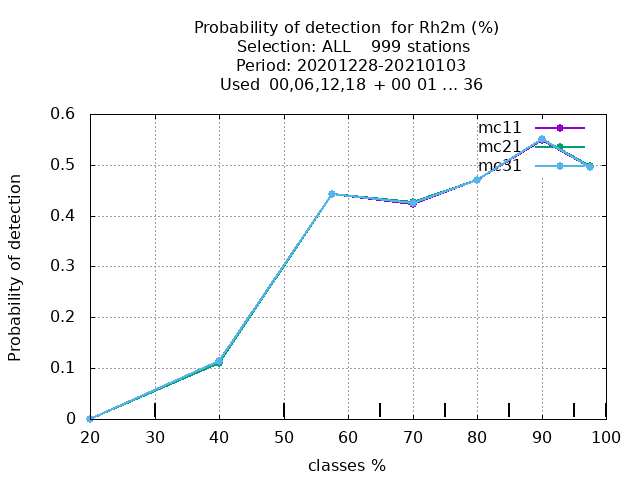 Probability of detection  for Rh2m (%)
Selection: ALL    999 stations
Period: 20201228-20210103
Used  00,06,12,18  + 00 01 ... 36
mc11
mc21
mc31
Probability of detection
0.6
0.5
0.4
0.3
0.2
0.1
0
20 30 40 50 60 70 80 90 100
classes %